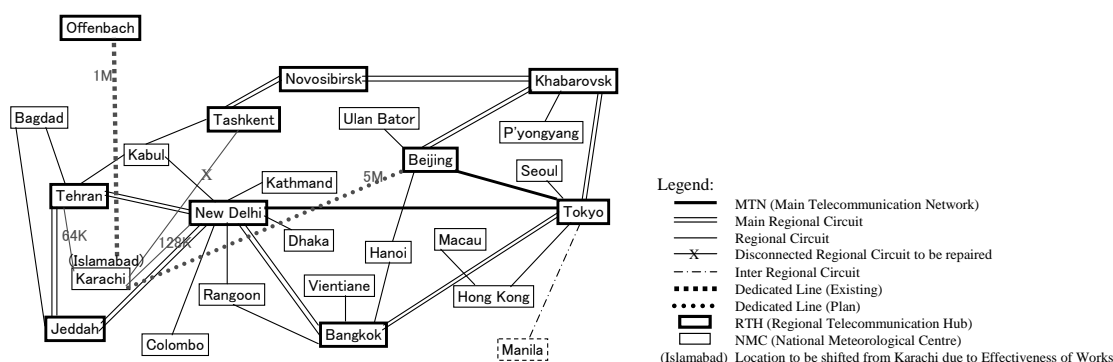 Offenbach
1M
Novosibirsk
Khabarovsk
Bagdad
Tashkent
Ulan Bator
P'yongyang
Kabul
X
Beijing
Seoul
Kathmand
5M
Tehran
New Delhi
Tokyo
64K
128K
Dhaka
Macau
(Islamabad)
Karachi
Hanoi
Rangoon
Vientiane
Hong Kong
Jeddah
Colombo
Bangkok
Manila
Legend:
MTN (Main Telecommunication Network)
Main Regional Circuit
Regional Circuit
X Disconnected Regional Circuit to be repaired
Inter Regional Circuit
Dedicated Line (Existing)
Dedicated Line (Plan)
RTH (Regional Telecommunication Hub)
NMC (National Meteorological Centre)
(Islamabad) Location to be shifted from Karachi due to Effectiveness of Works